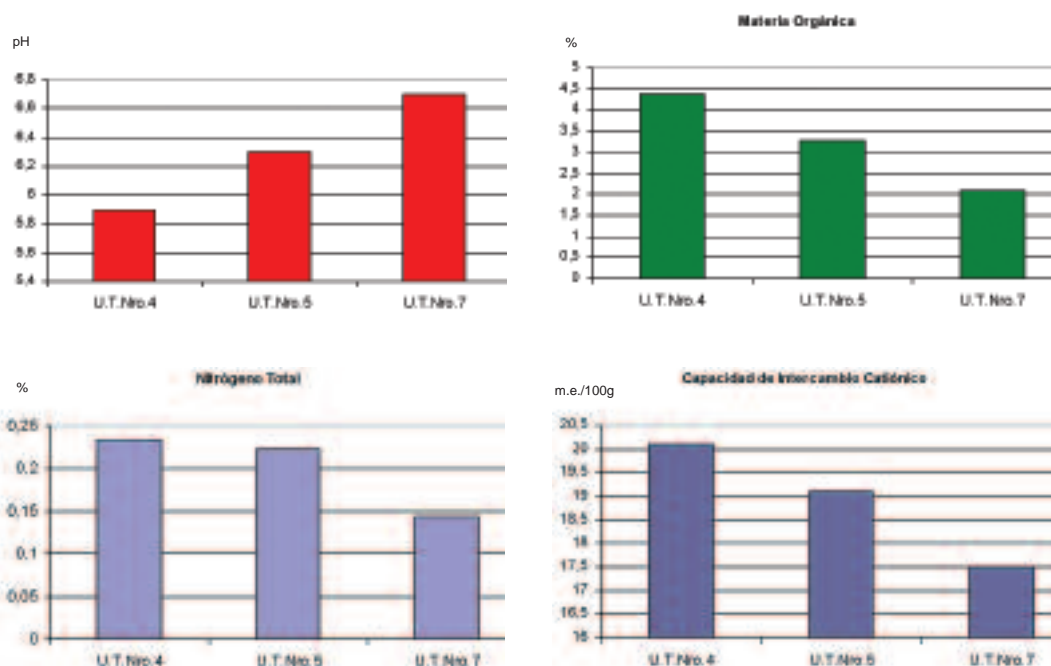 pH
6,8
6,6
6,4
6,2
6
5,8
5,6
5,4
U.T.Nro.4
U.T.Nro.5
U.T.Nro.7
Materia Orgánica
%
5
4,5
4
3,5
3
2,5
2
1,5
1
0,5
0
U.T.Nro.4
U.T.Nro.5
U.T.Nro.7
Nitrógeno Total
%
0,25
0,2
0,15
0,1
0,05
0
U.T.Nro.4
U.T.Nro.5
U.T.Nro.7
Capacidad de Intercambio Catiónico
m.e./100g
20,5
20
19,5
19
18,5
18
17,5
17
16,5
16
U.T.Nro.4
U.T.Nro.5
U.T.Nro.7